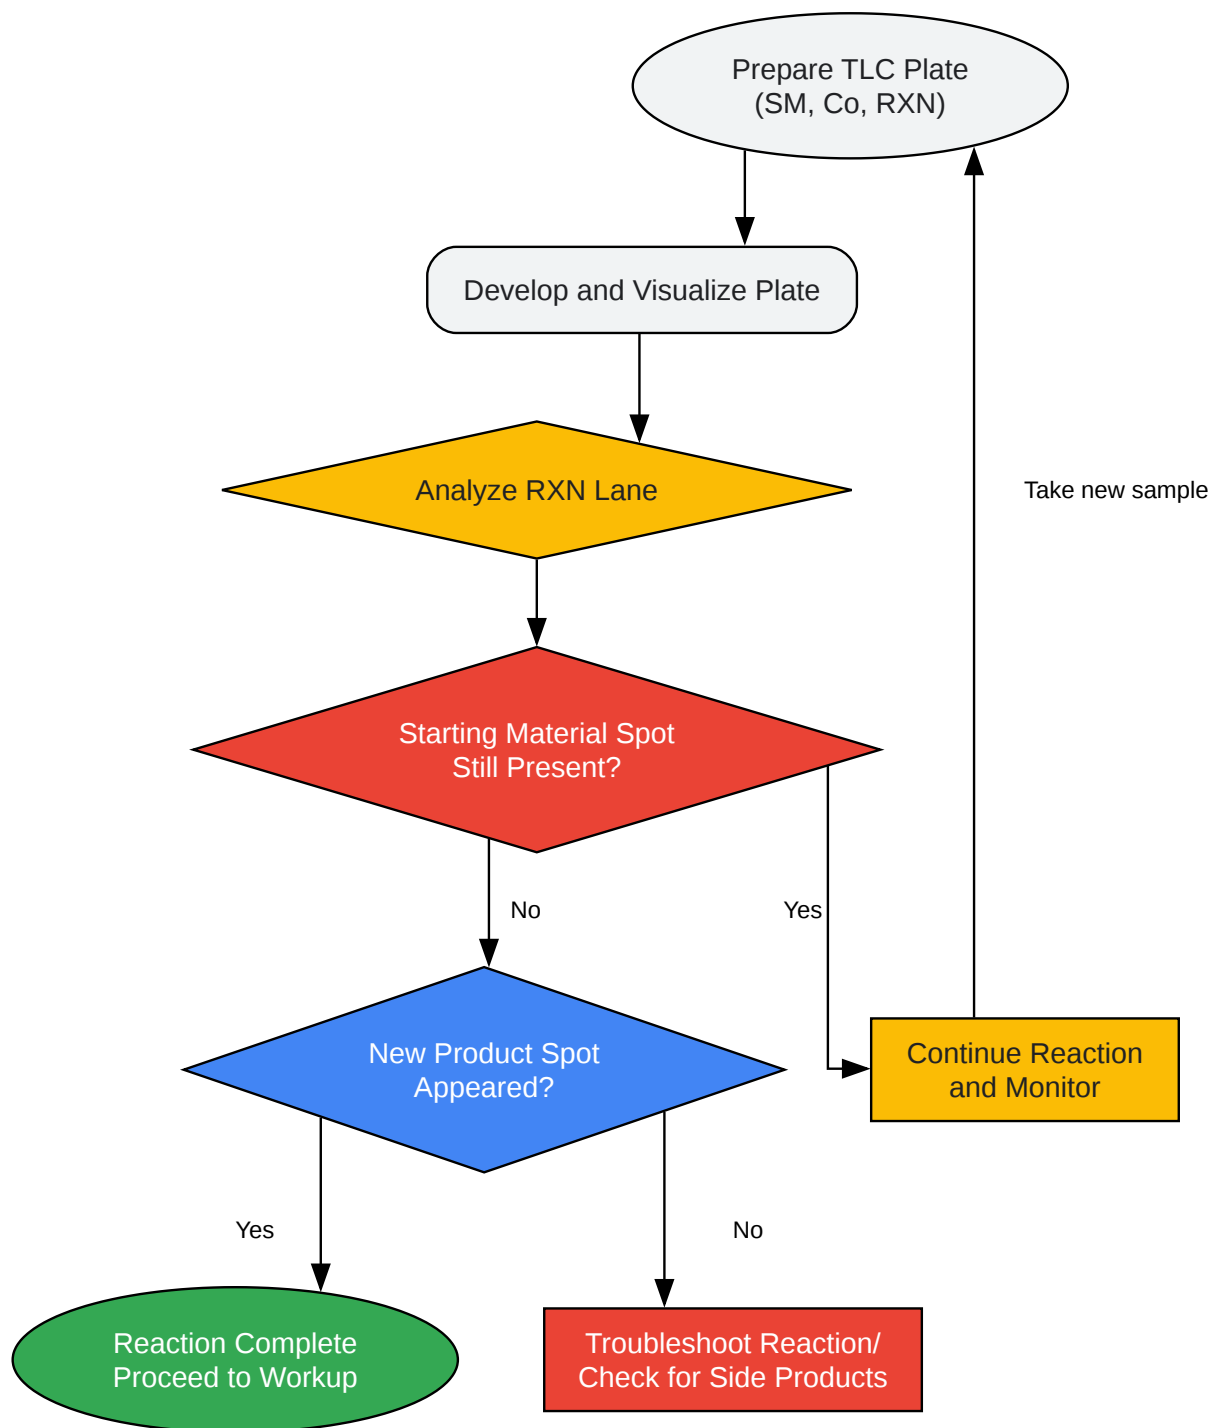 Prepare TLC Plate
(SM, Co, RXN)
Develop and Visualize Plate
Analyze RXN Lane
Take new sample
Starting Material Spot
Still Present?
No
Yes
New Product Spot
Appeared?
Continue Reaction
and Monitor
Yes
No
Reaction Complete
Proceed to Workup
Troubleshoot Reaction/
Check for Side Products